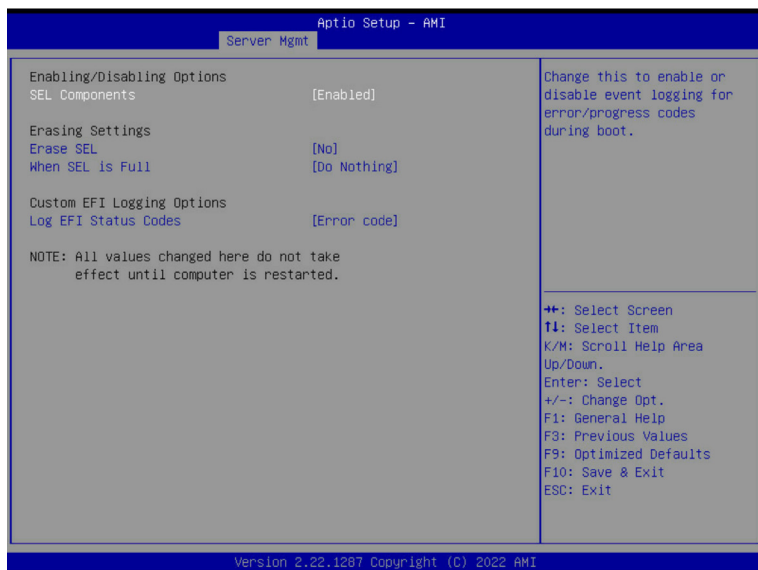 Aptio Setup – AMI
Server Mgmt
Enabling/Disabling Options
SEL Components [Enabled]
Erasing Settings
Erase SEL [No]
When SEL is Full [Do Nothing]
Custom EFI Logging Options
Log EFI Status Codes [Error code]
NOTE: All values changed here do not take
effect until computer is restarted.
Change this to enable or
disable event logging for
error/progress codes
during boot.
→←: Select Screen
↑↓: Select Item
K/M: Scroll Help Area
Up/Down.
Enter: Select
+/-: Change Opt.
F1: General Help
F3: Previous Values
F9: Optimized Defaults
F10: Save & Exit
ESC: Exit
Version 2.22.1287 Copyright (C) 2022 AMI